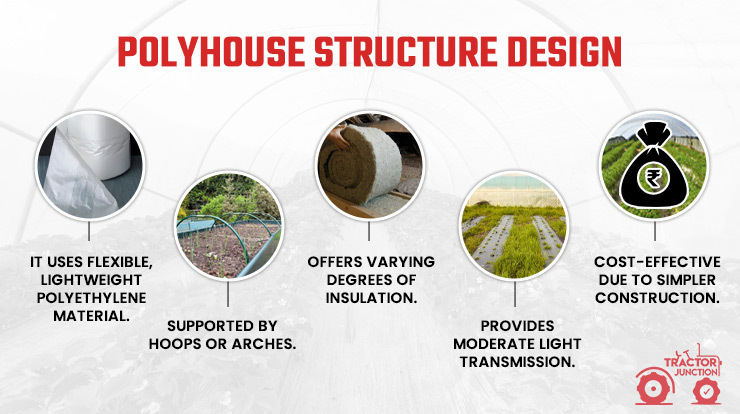 POLYHOUSE STRUCTURE DESIGN
IT USES FLEXIBLE,
LIGHTWEIGHT
POLYETHYLENE
MATERIAL.
SUPPORTED BY
HOOPS OR ARCHES.
OFFERS VARYING
DEGREES OF
INSULATION.
PROVIDES
MODERATE LIGHT
TRANSMISSION.
₹
COST-EFFECTIVE
DUE TO SIMPLER
CONSTRUCTION.
TRACTOR
JUNCTION